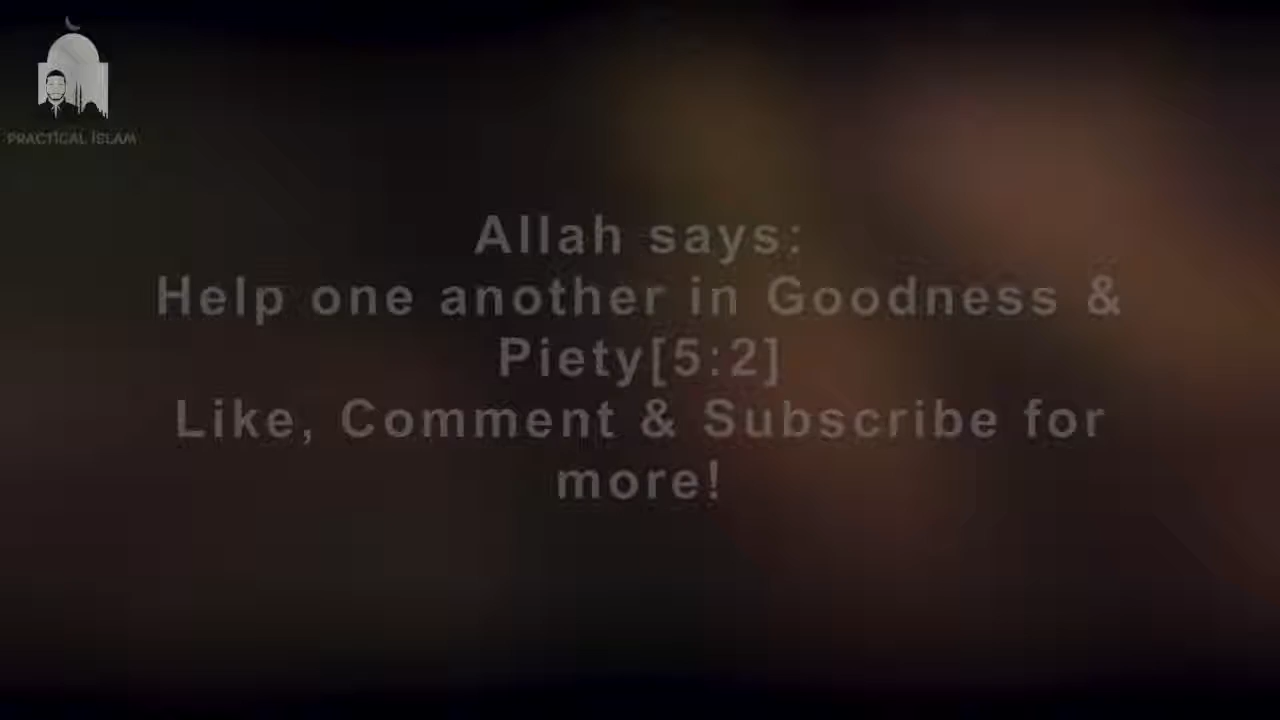 PRACTICAL ISLAM
Allah says:
Help one another in Goodness &
Piety[5:2]
Like, Comment & Subscribe for
more!